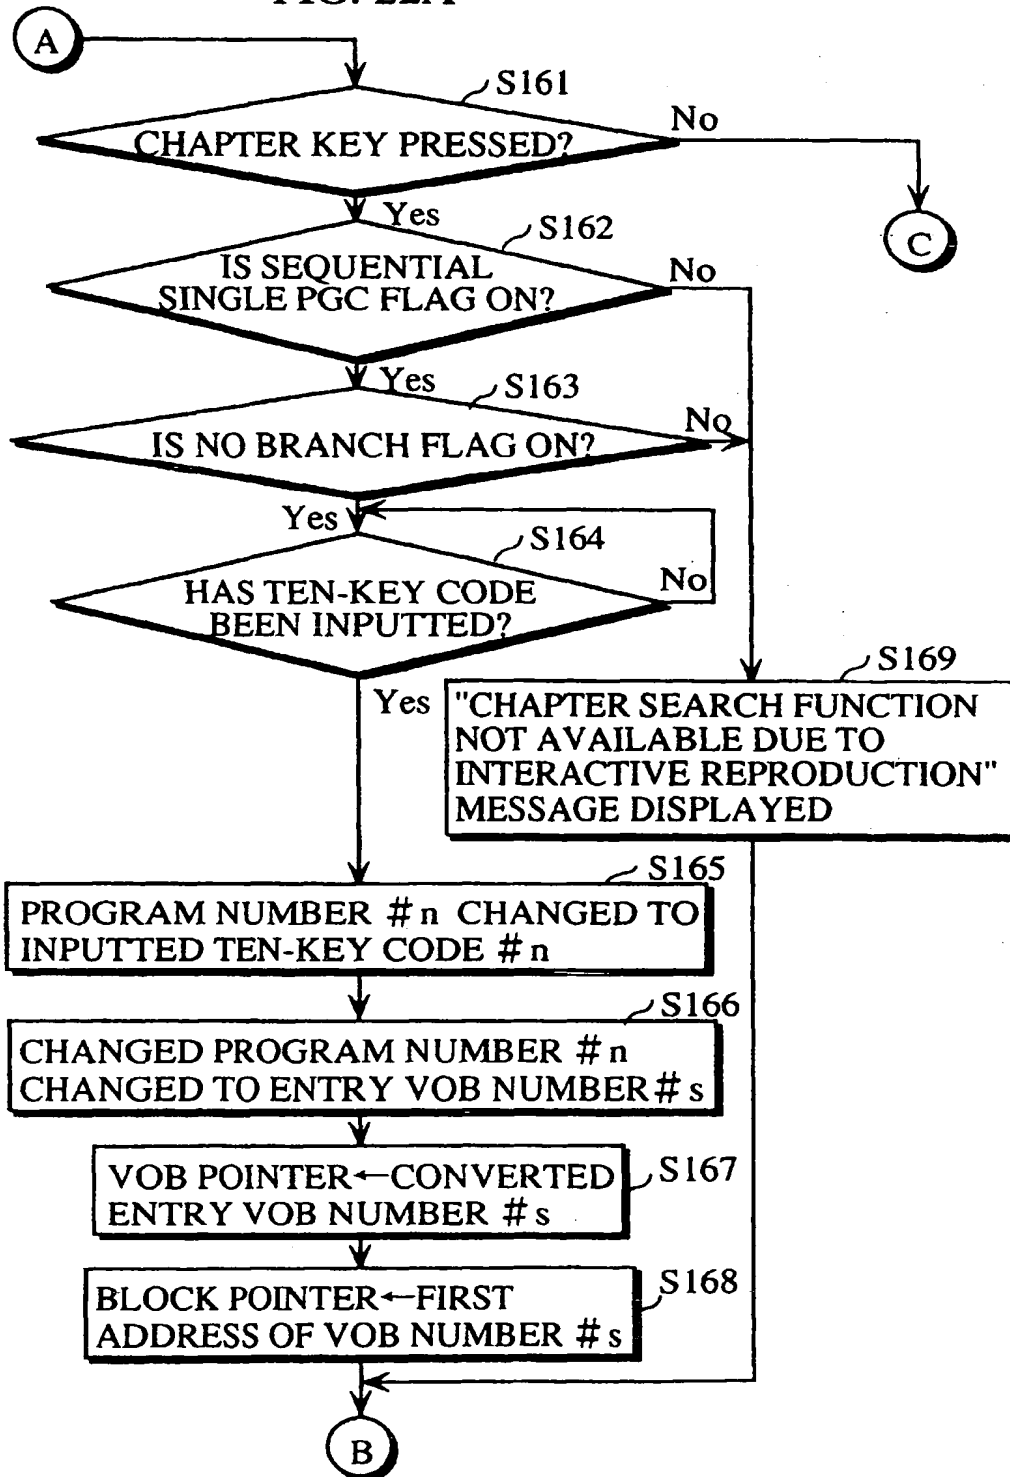 FIG. 22A
A
S161
CHAPTER KEY PRESSED?
No
Yes
C
S162
IS SEQUENTIAL
SINGLE PGC FLAG ON?
No
Yes
S163
IS NO BRANCH FLAG ON?
No
Yes
S164
HAS TEN-KEY CODE
BEEN INPUTTED?
No
Yes
S169
"CHAPTER SEARCH FUNCTION
NOT AVAILABLE DUE TO
INTERACTIVE REPRODUCTION"
MESSAGE DISPLAYED
S165
PROGRAM NUMBER #n CHANGED TO
INPUTTED TEN-KEY CODE #n
S166
CHANGED PROGRAM NUMBER #n
CHANGED TO ENTRY VOB NUMBER #s
S167
VOB POINTER←CONVERTED
ENTRY VOB NUMBER #s
S168
BLOCK POINTER←FIRST
ADDRESS OF VOB NUMBER #s
B